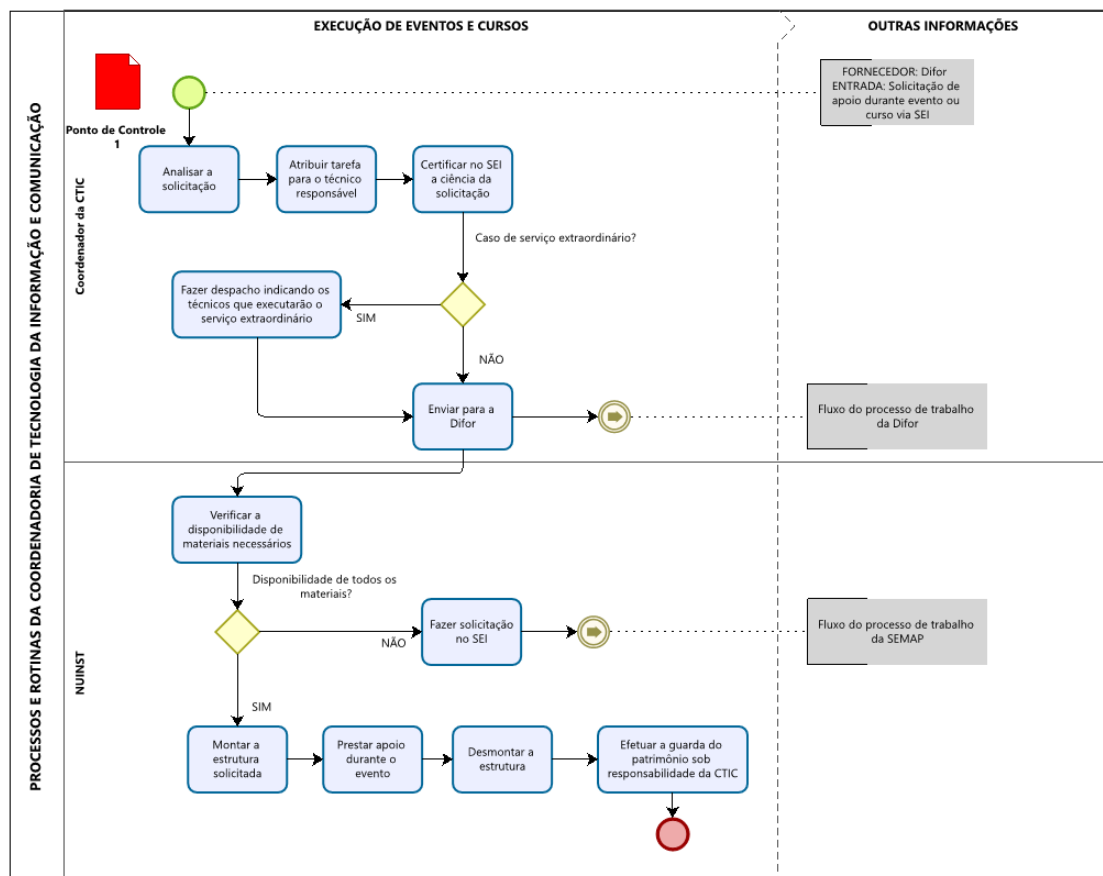 EXECUÇÃO DE EVENTOS E CURSOS
OUTRAS INFORMAÇÕES
PROCESSOS E ROTINAS DA COORDENADORIA DE TECNOLOGIA DA INFORMAÇÃO E COMUNICAÇÃO
Coordenador da CTIC
Ponto de Controle
1
FORNECEDOR: Difor
ENTRADA: Solicitação de
apoio durante evento ou
curso via SEI
Analisar a
solicitação
Atribuir tarefa
para o técnico
responsável
Certificar no SEI
a ciência da
solicitação
Caso de serviço extraordinário?
Fazer despacho indicando os
técnicos que executarão o
serviço extraordinário
SIM
NÃO
Enviar para a
Difor
Fluxo do processo de trabalho
da Difor
NUINST
Verificar a
disponibilidade de
materiais necessários
Disponibilidade de todos os
materiais?
NÃO
Fazer solicitação
no SEI
Fluxo do processo de trabalho
da SEMAP
SIM
Montar a
estrutura
solicitada
Prestar apoio
durante o
evento
Desmontar a
estrutura
Efetuar a guarda do
patrimônio sob
responsabilidade da CTIC